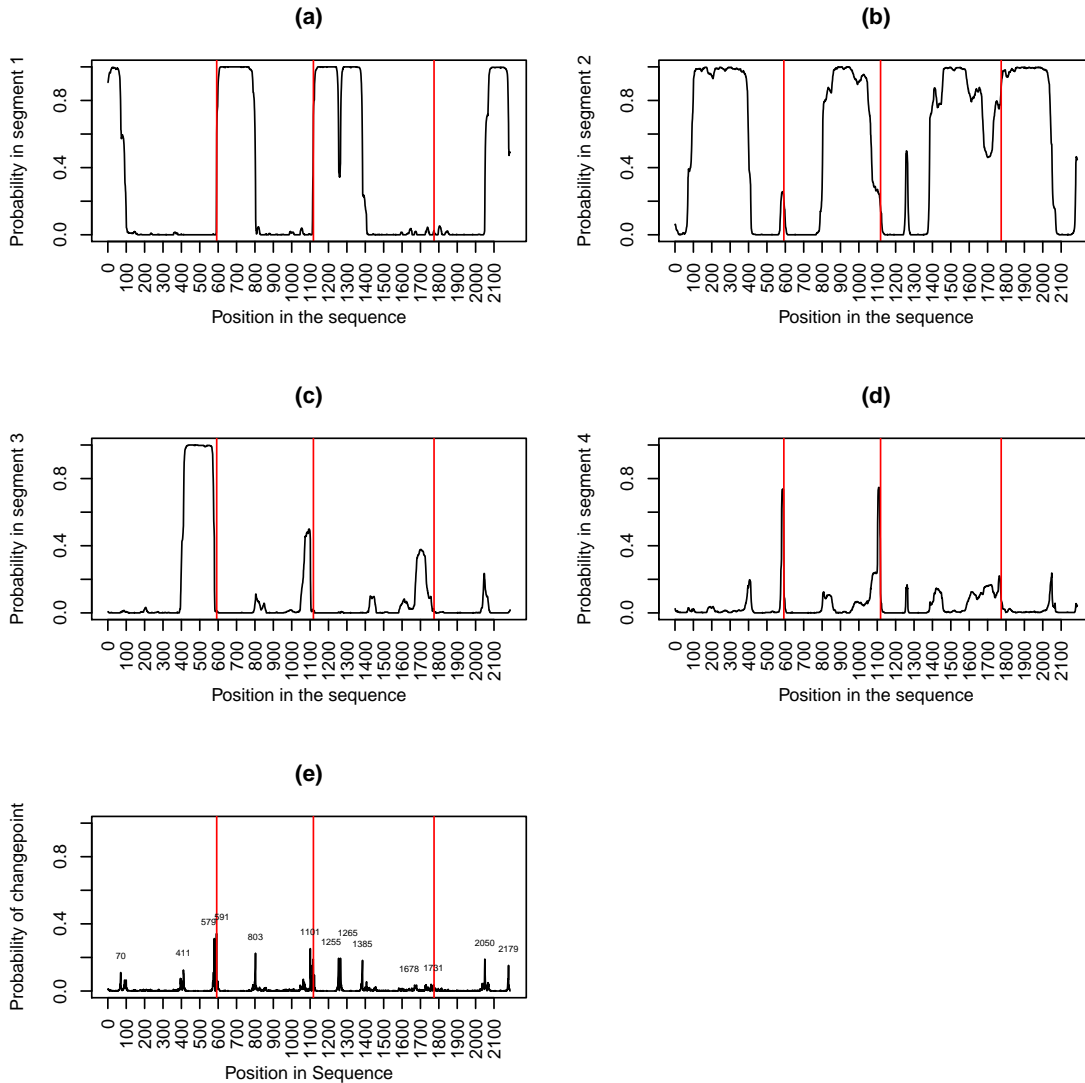 (a)
Probability in segment 1
0.0 0.4 0.8
0 100 200 300 400 500 600 700 800 900 1000 1100 1200 1300 1400 1500 1600 1700 1800 1900 2000 2100
Position in the sequence
(b)
Probability in segment 2
0.0 0.4 0.8
0 100 200 300 400 500 600 700 800 900 1000 1100 1200 1300 1400 1500 1600 1700 1800 1900 2000 2100
Position in the sequence
(c)
Probability in segment 3
0.0 0.4 0.8
0 100 200 300 400 500 600 700 800 900 1000 1100 1200 1300 1400 1500 1600 1700 1800 1900 2000 2100
Position in the sequence
(d)
Probability in segment 4
0.0 0.4 0.8
0 100 200 300 400 500 600 700 800 900 1000 1100 1200 1300 1400 1500 1600 1700 1800 1900 2000 2100
Position in the sequence
(e)
Probability of changepoint
0.0 0.4 0.8
70 411 579 591 803 1101 1255 1265 1385 1678 1731 2050 2179
0 100 200 300 400 500 600 700 800 900 1000 1100 1200 1300 1400 1500 1600 1700 1800 1900 2000 2100
Position in Sequence